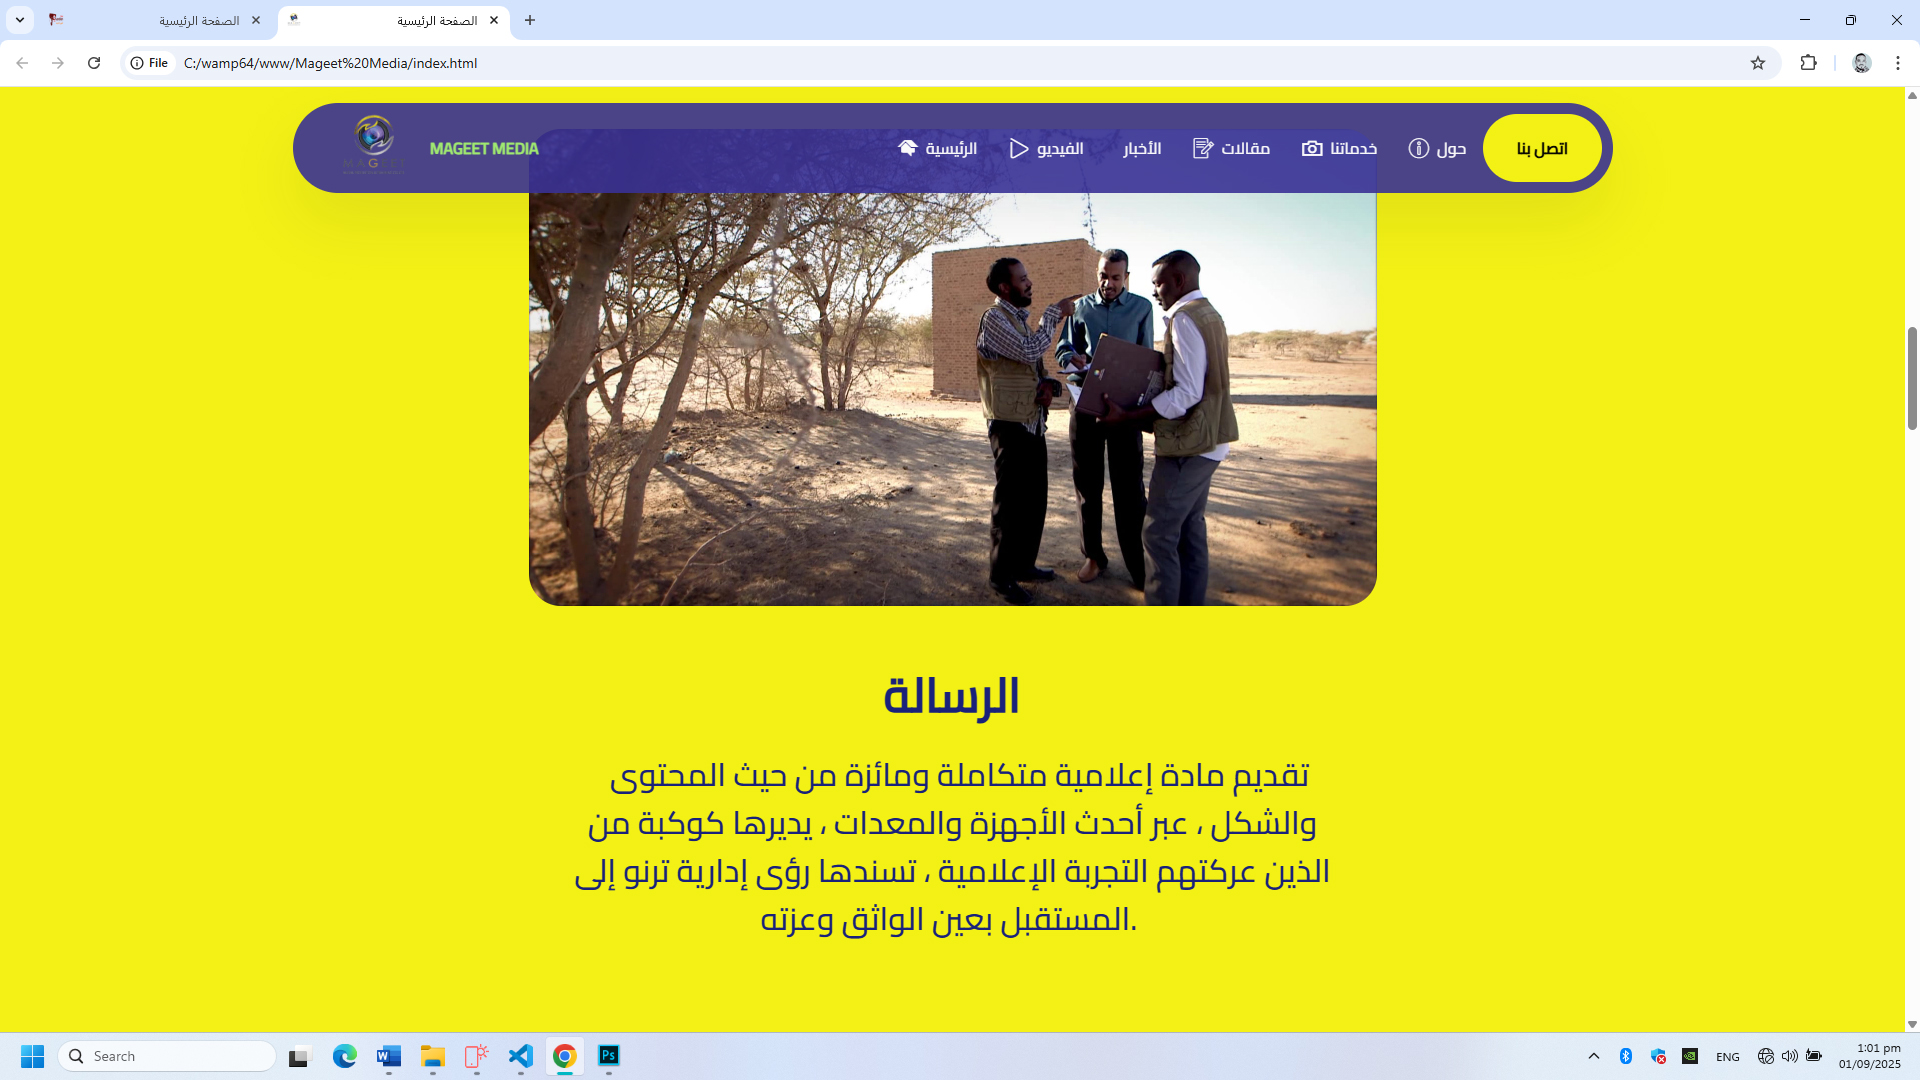 الصفحة الرئيسية
الصفحة الرئيسية
File
C:/wamp64/www/Mageet%20Media/index.html
MAGEET
MAGEET MEDIA
الرئيسية
الفيديو
الأخبار
مقالات
خدماتنا
حول
اتصل بنا
الرسالة
تقديم مادة إعلامية متكاملة ومائزة من حيث المحتوى
والشكل ، عبر أحدث الأجهزة والمعدات ، يديرها كوكبة من
الذين عركتهم التجربة الإعلامية ، تسندها رؤى إدارية ترنو إلى
المستقبل بعين الواثق وعزته.
Search
ENG
1:01 pm
01/09/2025